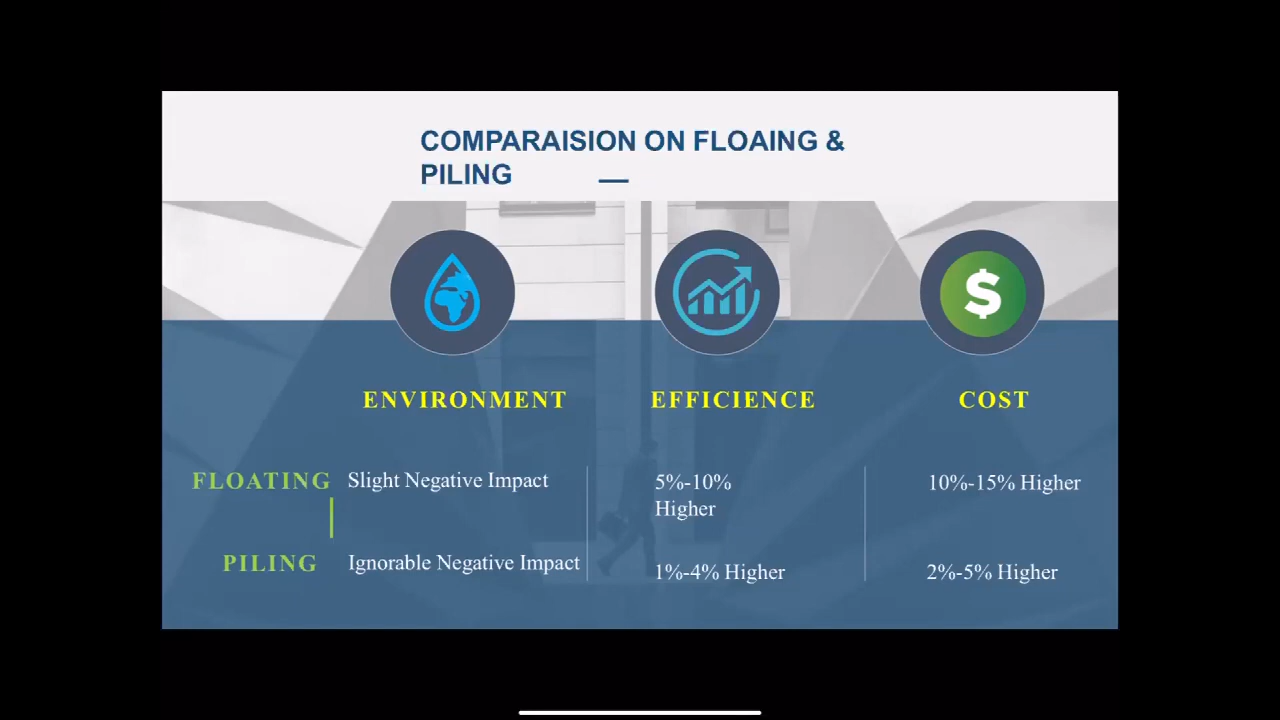 COMPARAISION ON FLOAING &
PILING
$
ENVIRONMENT
EFFICIENCE
COST
FLOATING
Slight Negative Impact
5%-10%
Higher
10%-15% Higher
PILING
Ignorable Negative Impact
1%-4% Higher
2%-5% Higher